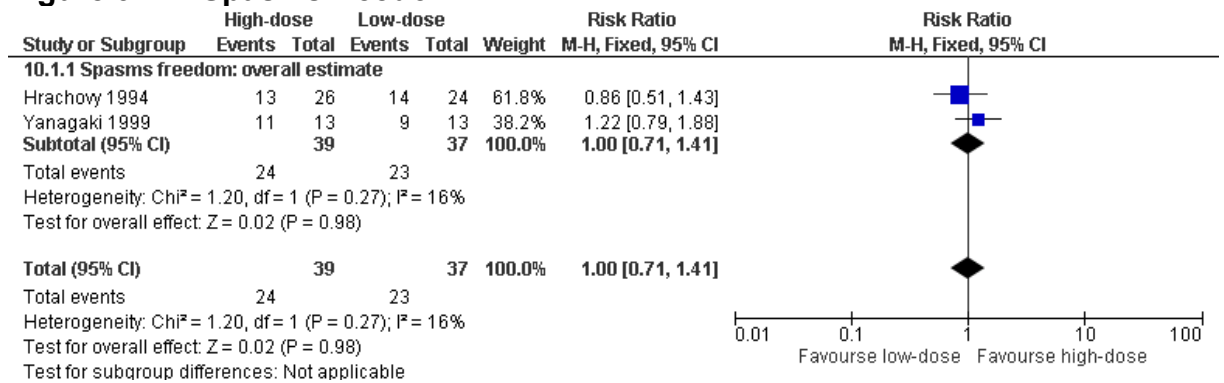 High-dose Low-dose Risk Ratio Risk Ratio
Study or Subgroup Events Total Events Total Weight M-H, Fixed, 95% CI M-H, Fixed, 95% CI
10.1.1 Spasms freedom: overall estimate
Hrachovy 1994 13 26 14 24 61.8% 0.86 [0.51, 1.43]
Yanagaki 1999 11 13 9 13 38.2% 1.22 [0.79, 1.88]
Subtotal (95% CI) 39 37 100.0% 1.00 [0.71, 1.41]
Total events 24 23
Heterogeneity: Chi² = 1.20, df = 1 (P = 0.27); I² = 16%
Test for overall effect: Z = 0.02 (P = 0.98)
Total (95% CI) 39 37 100.0% 1.00 [0.71, 1.41]
Total events 24 23
Heterogeneity: Chi² = 1.20, df = 1 (P = 0.27); I² = 16%
Test for overall effect: Z = 0.02 (P = 0.98)
Test for subgroup differences: Not applicable
0.01 0.1 1 10 100
Favourse low-dose Favourse high-dose